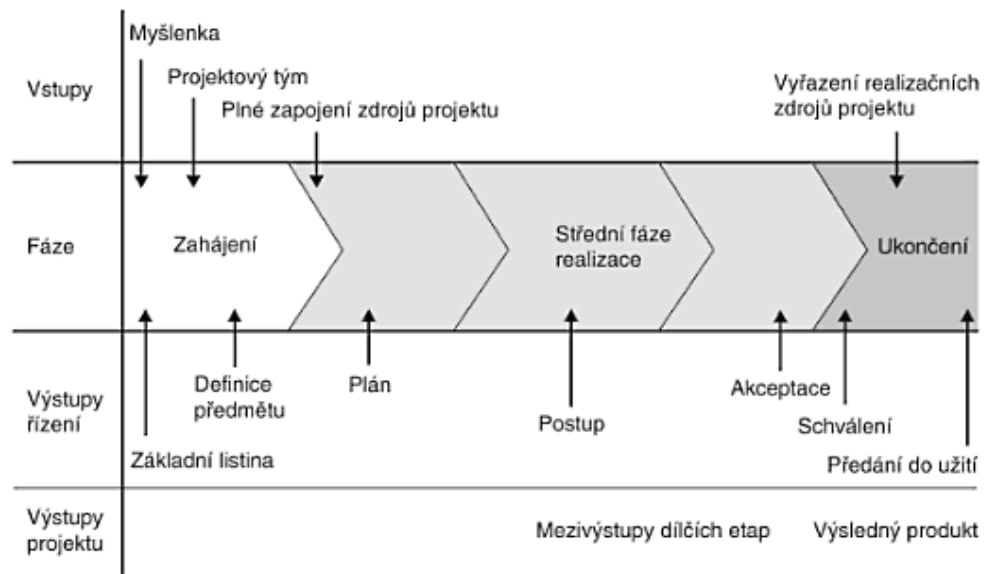 Myšlenka
Vstupy
Projektový tým
Plné zapojení zdrojů projektu
Vyřazení realizačních
zdrojů projektu
Fáze
Zahájení
Střední fáze
realizace
Ukončení
Výstupy
řízení
Základní listina
Definice
předmětu
Plán
Postup
Akceptace
Schválení
Předání do užití
Výstupy
projektu
Mezivýstupy dílčích etap
Výsledný produkt